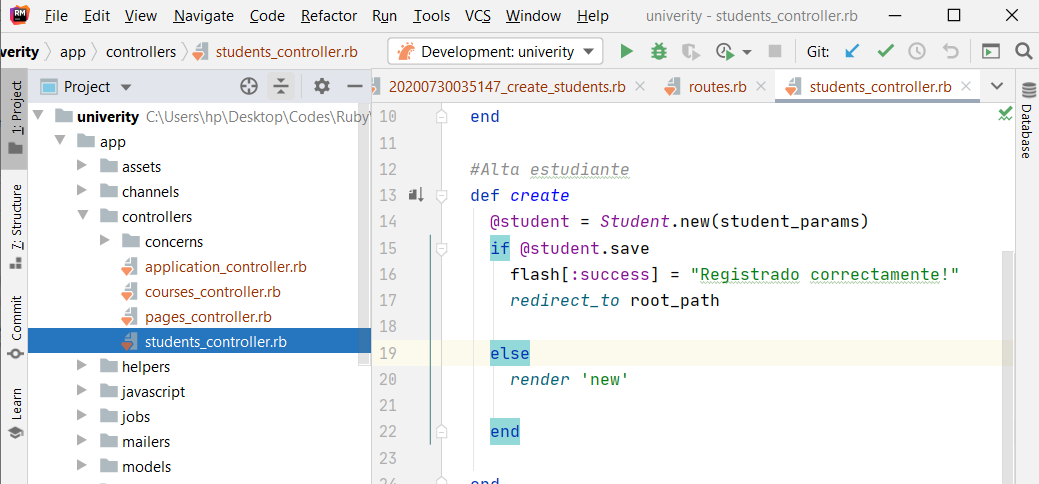 RM File Edit View Navigate Code Refactor Run Tools VCS Window Help univerity - students_controller.rb
verity app controllers students_controller.rb Development: univerity Git:
Project 20200730035147_create_students.rb routes.rb students_controller.rb
1: Project
7: Structure
Commit
Learn
univerity C:\Users\hp\Desktop\Codes\Ruby\
app
assets
channels
controllers
concerns
application_controller.rb
courses_controller.rb
pages_controller.rb
students_controller.rb
helpers
javascript
jobs
mailers
models
10 end
11
12 #Alta estudiante
13 def create
14 @student = Student.new(student_params)
15 if @student.save
16 flash[:success] = "Registrado correctamente!"
17 redirect_to root_path
18
19 else
20 render 'new'
21
22 end
23
24 end
Database